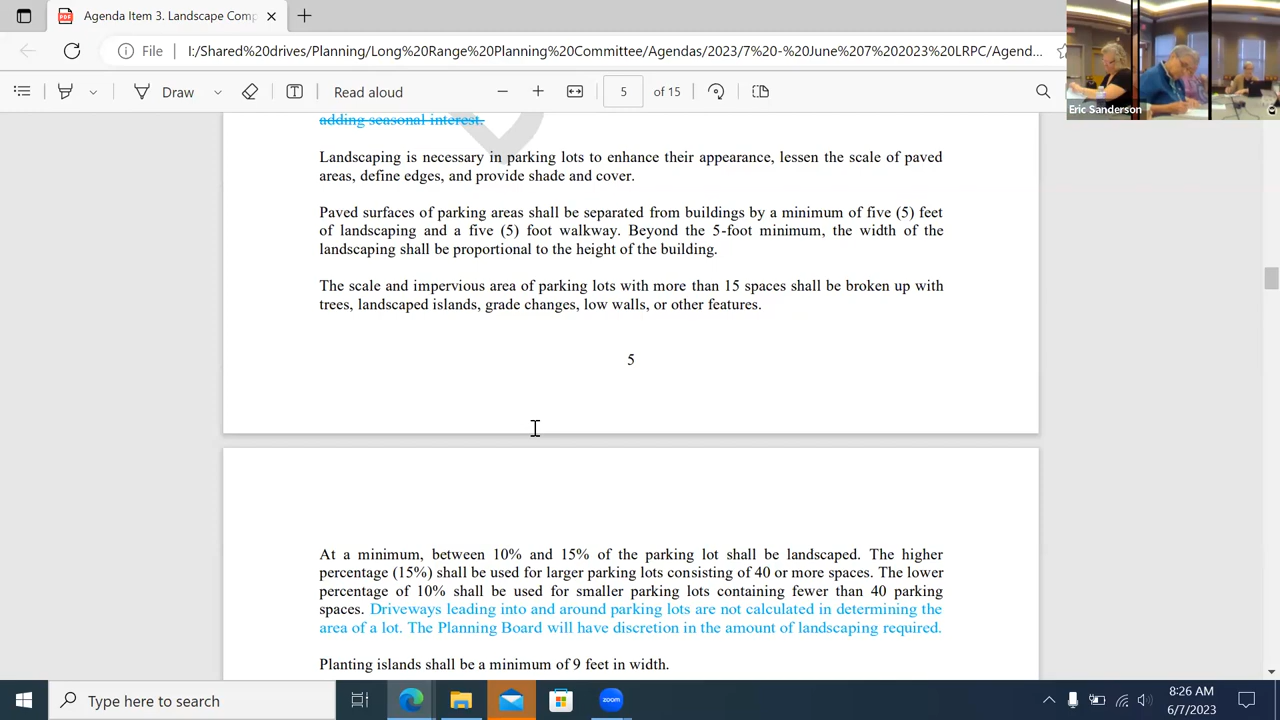 Agenda Item 3. Landscape Comp
File
I:/Shared%20drives/Planning/Long%20Range%20Planning%20Committee/Agendas/2023/7%20-%20June%207%202023%20LRPC/Agend...
Draw
Read aloud
5
of 15
Eric Sanderson
adding seasonal interest.
Landscaping is necessary in parking lots to enhance their appearance, lessen the scale of paved
areas, define edges, and provide shade and cover.
Paved surfaces of parking areas shall be separated from buildings by a minimum of five (5) feet
of landscaping and a five (5) foot walkway. Beyond the 5-foot minimum, the width of the
landscaping shall be proportional to the height of the building.
The scale and impervious area of parking lots with more than 15 spaces shall be broken up with
trees, landscaped islands, grade changes, low walls, or other features.
5
At a minimum, between 10% and 15% of the parking lot shall be landscaped. The higher
percentage (15%) shall be used for larger parking lots consisting of 40 or more spaces. The lower
percentage of 10% shall be used for smaller parking lots containing fewer than 40 parking
spaces. Driveways leading into and around parking lots are not calculated in determining the
area of a lot. The Planning Board will have discretion in the amount of landscaping required.
Planting islands shall be a minimum of 9 feet in width.
Type here to search
zoom
8:26 AM
6/7/2023